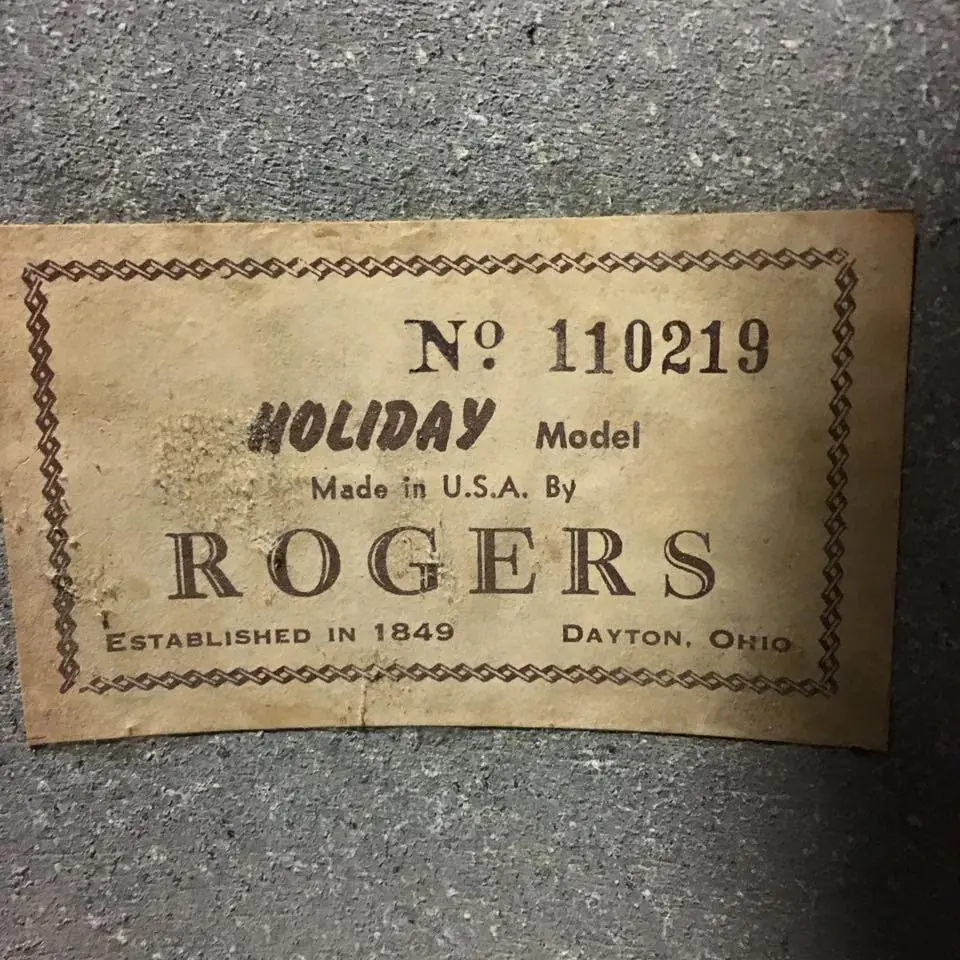 Nº 110219
HOLIDAY Model
Made in U.S.A. By
ROGERS
ESTABLISHED IN 1849 DAYTON, OHIO